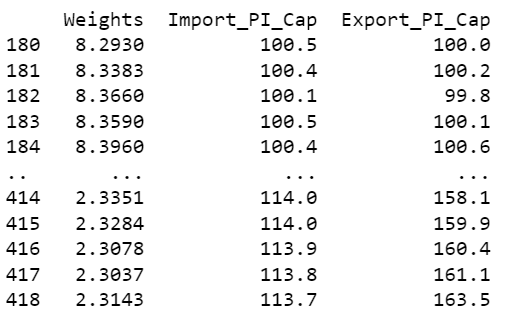 Weights Import_PI_Cap Export_PI_Cap
180 8.2930 100.5 100.0
181 8.3383 100.4 100.2
182 8.3660 100.1 99.8
183 8.3590 100.5 100.1
184 8.3960 100.4 100.6
.. ... ... ...
414 2.3351 114.0 158.1
415 2.3284 114.0 159.9
416 2.3078 113.9 160.4
417 2.3037 113.8 161.1
418 2.3143 113.7 163.5